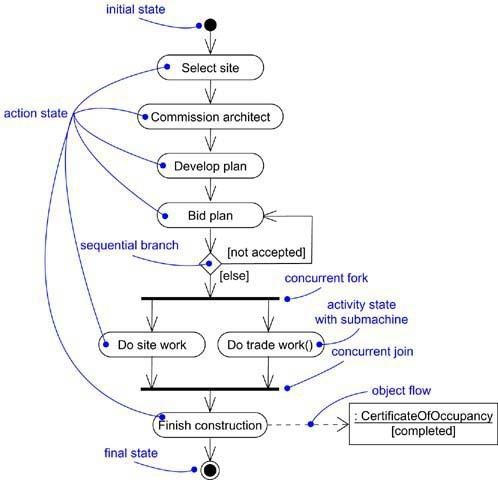 initial state
Select site
action state
Commission architect
Develop plan
Bid plan
sequential branch
[not accepted]
[else]
concurrent fork
activity state
with submachine
Do site work
Do trade work()
concurrent join
object flow
: CertificateOfOccupancy
[completed]
Finish construction
final state